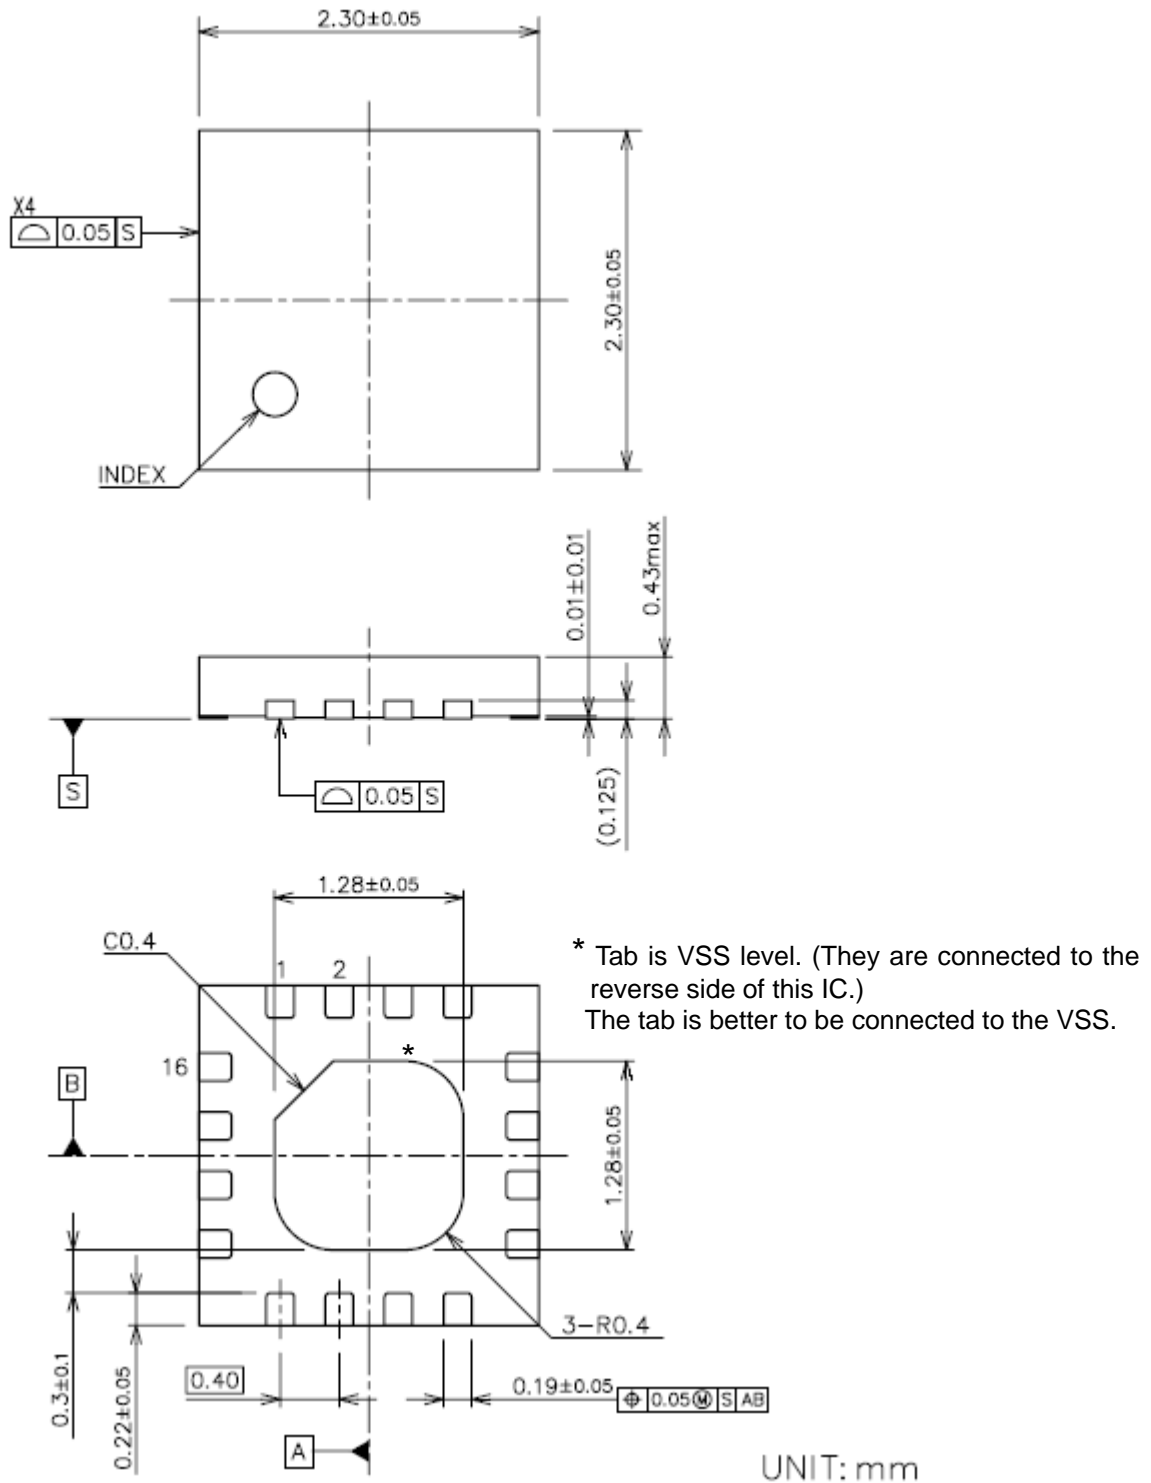 2.30±0.05
X4
0.05 S
2.30±0.05
INDEX
0.01±0.01
0.43max
S
0.05 S
(0.125)
1.28±0.05
C0.4
1 2
* Tab is VSS level. (They are connected to the
reverse side of this IC.)
The tab is better to be connected to the VSS.
*
16
B
1.28±0.05
3-R0.4
0.3±0.1
0.22±0.05
0.40
0.19±0.05
⌖ 0.05Ⓜ S AB
A
UNIT: mm